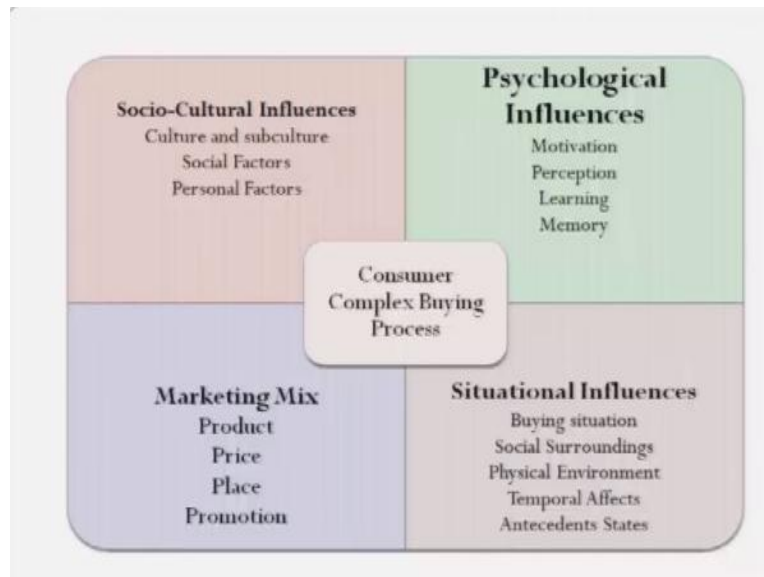 Socio-Cultural Influences
Culture and subculture
Social Factors
Personal Factors
Psychological
Influences
Motivation
Perception
Learning
Memory
Consumer
Complex Buying
Process
Marketing Mix
Product
Price
Place
Promotion
Situational Influences
Buying situation
Social Surroundings
Physical Environment
Temporal Affects
Antecedents States